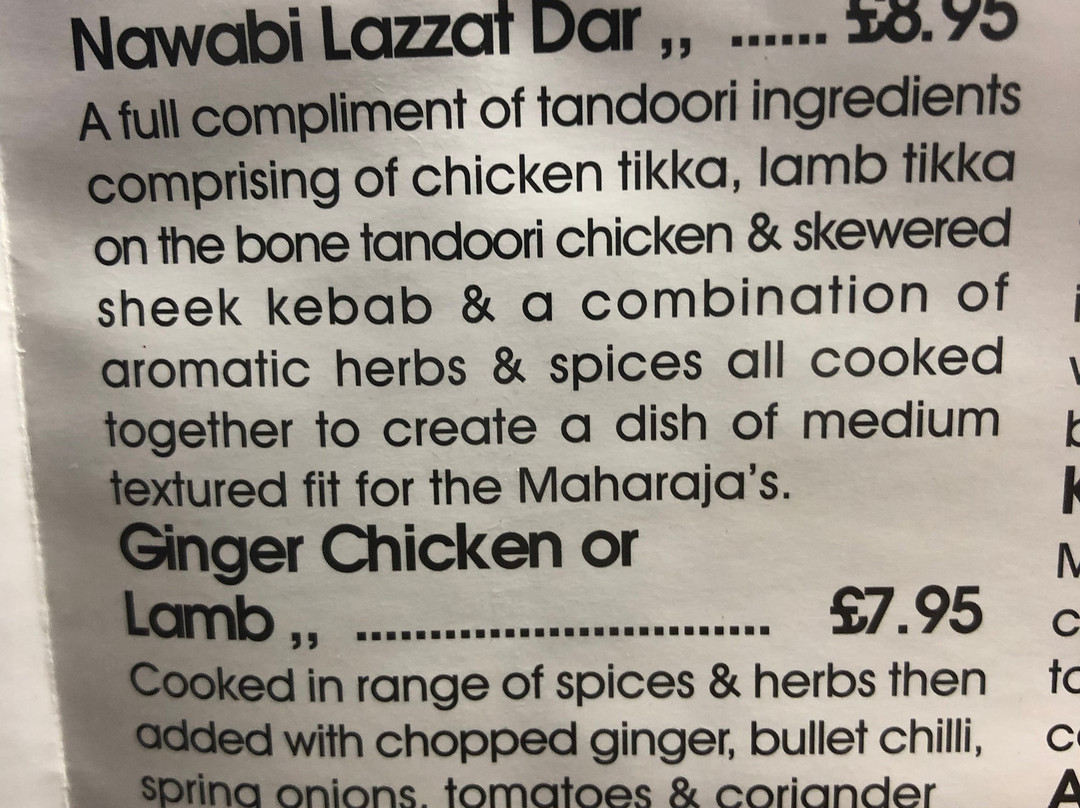 Nawabi Lazzat Dar ,, ...... £8.95
A full compliment of tandoori ingredients
comprising of chicken tikka, lamb tikka
on the bone tandoori chicken & skewered
sheek kebab & a combination of
aromatic herbs & spices all cooked
together to create a dish of medium
textured fit for the Maharaja's.
Ginger Chicken or
Lamb ,, ............................ £7.95
Cooked in range of spices & herbs then
added with chopped ginger, bullet chilli,
spring onions, tomatoes & coriander